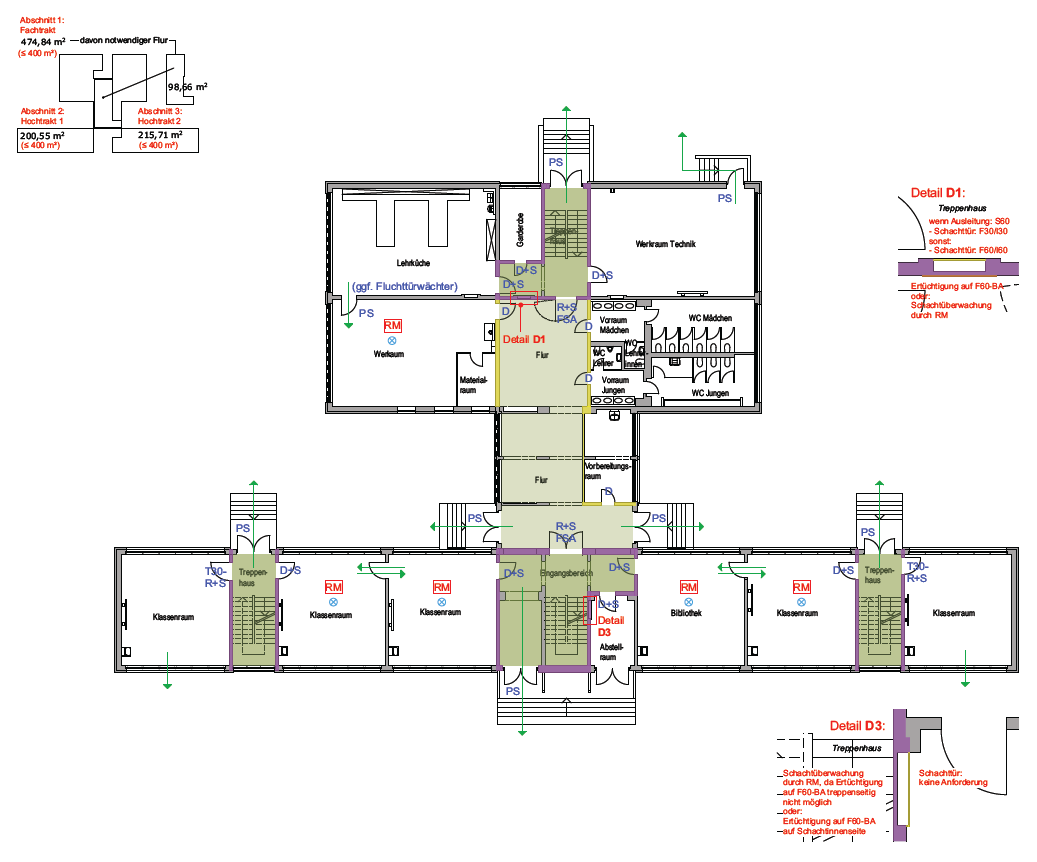 Abschnitt 1:
Fachtrakt
474,84 m²
(≤ 400 m²)
davon notwendiger Flur
98,66 m²
Abschnitt 2:
Hochtrakt 1
200,55 m²
(≤ 400 m²)
Abschnitt 3:
Hochtrakt 2
215,71 m²
(≤ 400 m²)
PS
PS
Garderobe
Treppen-
haus
Werkraum Technik
Lehrküche
D+S
D+S
D+S
(ggf. Fluchttürwächter)
PS
RM
Werkaum
D
R+S
FSA
D
Vorraum
Mädchen
WC Mädchen
Detail D1
Flur
WC
Lehrer
WC
Lehrer
innen
Material-
raum
D
Vorraum
Jungen
WC Jungen
Flur
Vorbereitungs-
raum
D
PS
R+S
FSA
PS
PS
PS
T30-
R+S
Treppen-
haus
D+S
D+S
Eingangsbereich
D+S
D+S
Treppen-
haus
T30-
R+S
Klassenraum
RM
Klassenraum
RM
Klassenraum
D+S
Detail
D3
Abstell-
raum
RM
Bibliothek
RM
Klassenraum
Klassenraum
PS
Detail D1:
Treppenhaus
wenn Ausleitung: S60
- Schachttür: F30/I30
sonst:
- Schachttür: F60/I60
Ertüchtigung auf F60-BA
oder:
Schachtüberwachung
durch RM
Detail D3:
Treppenhaus
Schachtüberwachung
durch RM, da Ertüchtigung
auf F60-BA treppenseitig
nicht möglich
oder:
Ertüchtigung auf F60-BA
auf Schachtinnenseite
Schachttür:
keine Anforderung